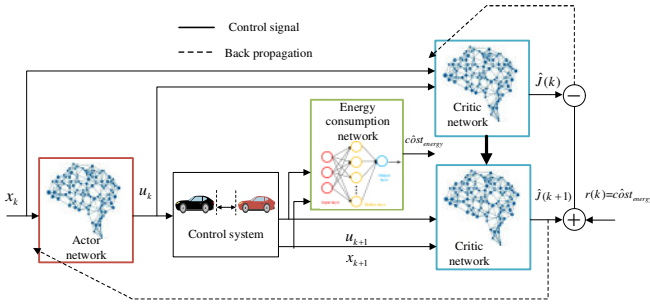 Control signal
Back propagation
Energy
consumption
network
Critic
network
Ĵ(k)
−
côst_energy
x_k
u_k
Actor
network
Control system
u_{k+1}
x_{k+1}
Critic
network
Ĵ(k+1)
+
r(k)=côst_energy